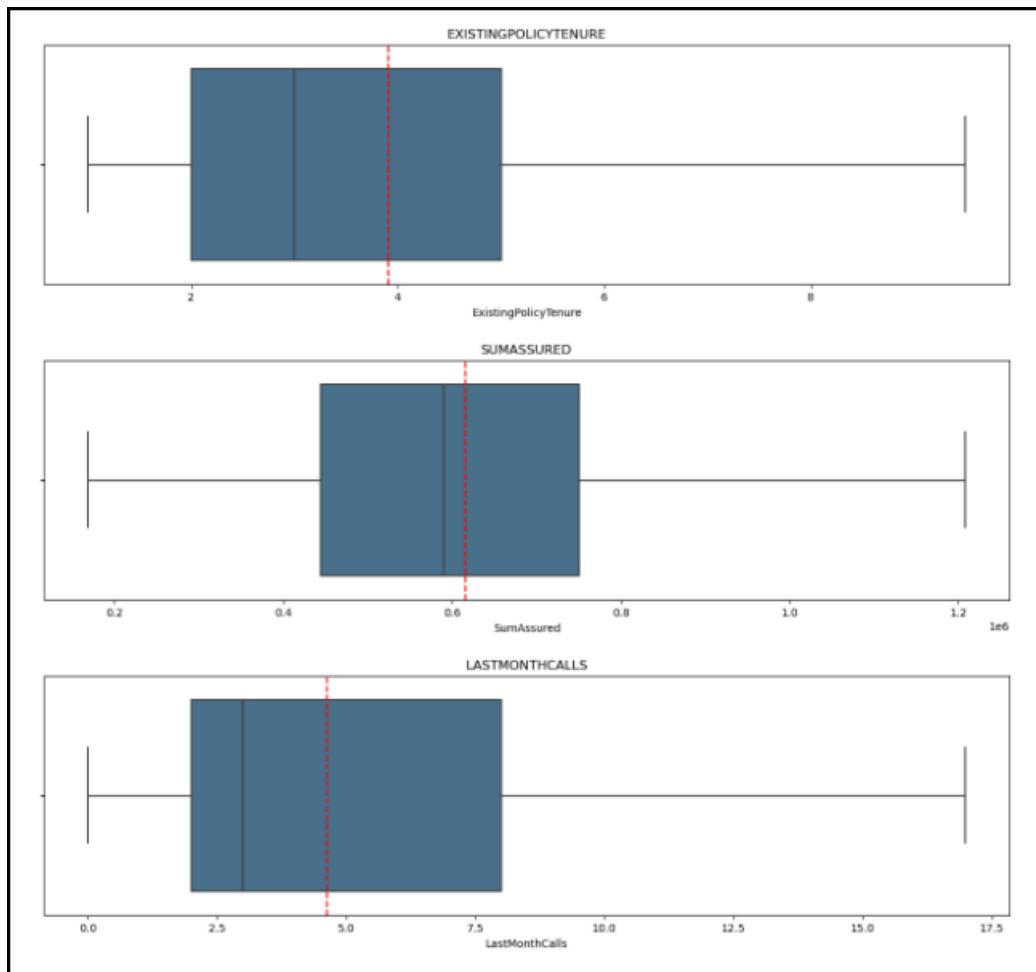 EXISTINGPOLICYTENURE
2 4 6 8
ExistingPolicyTenure
SUMASSURED
0.2 0.4 0.6 0.8 1.0 1.2
SumAssured
1e6
LASTMONTHCALLS
0.0 2.5 5.0 7.5 10.0 12.5 15.0 17.5
LastMonthCalls